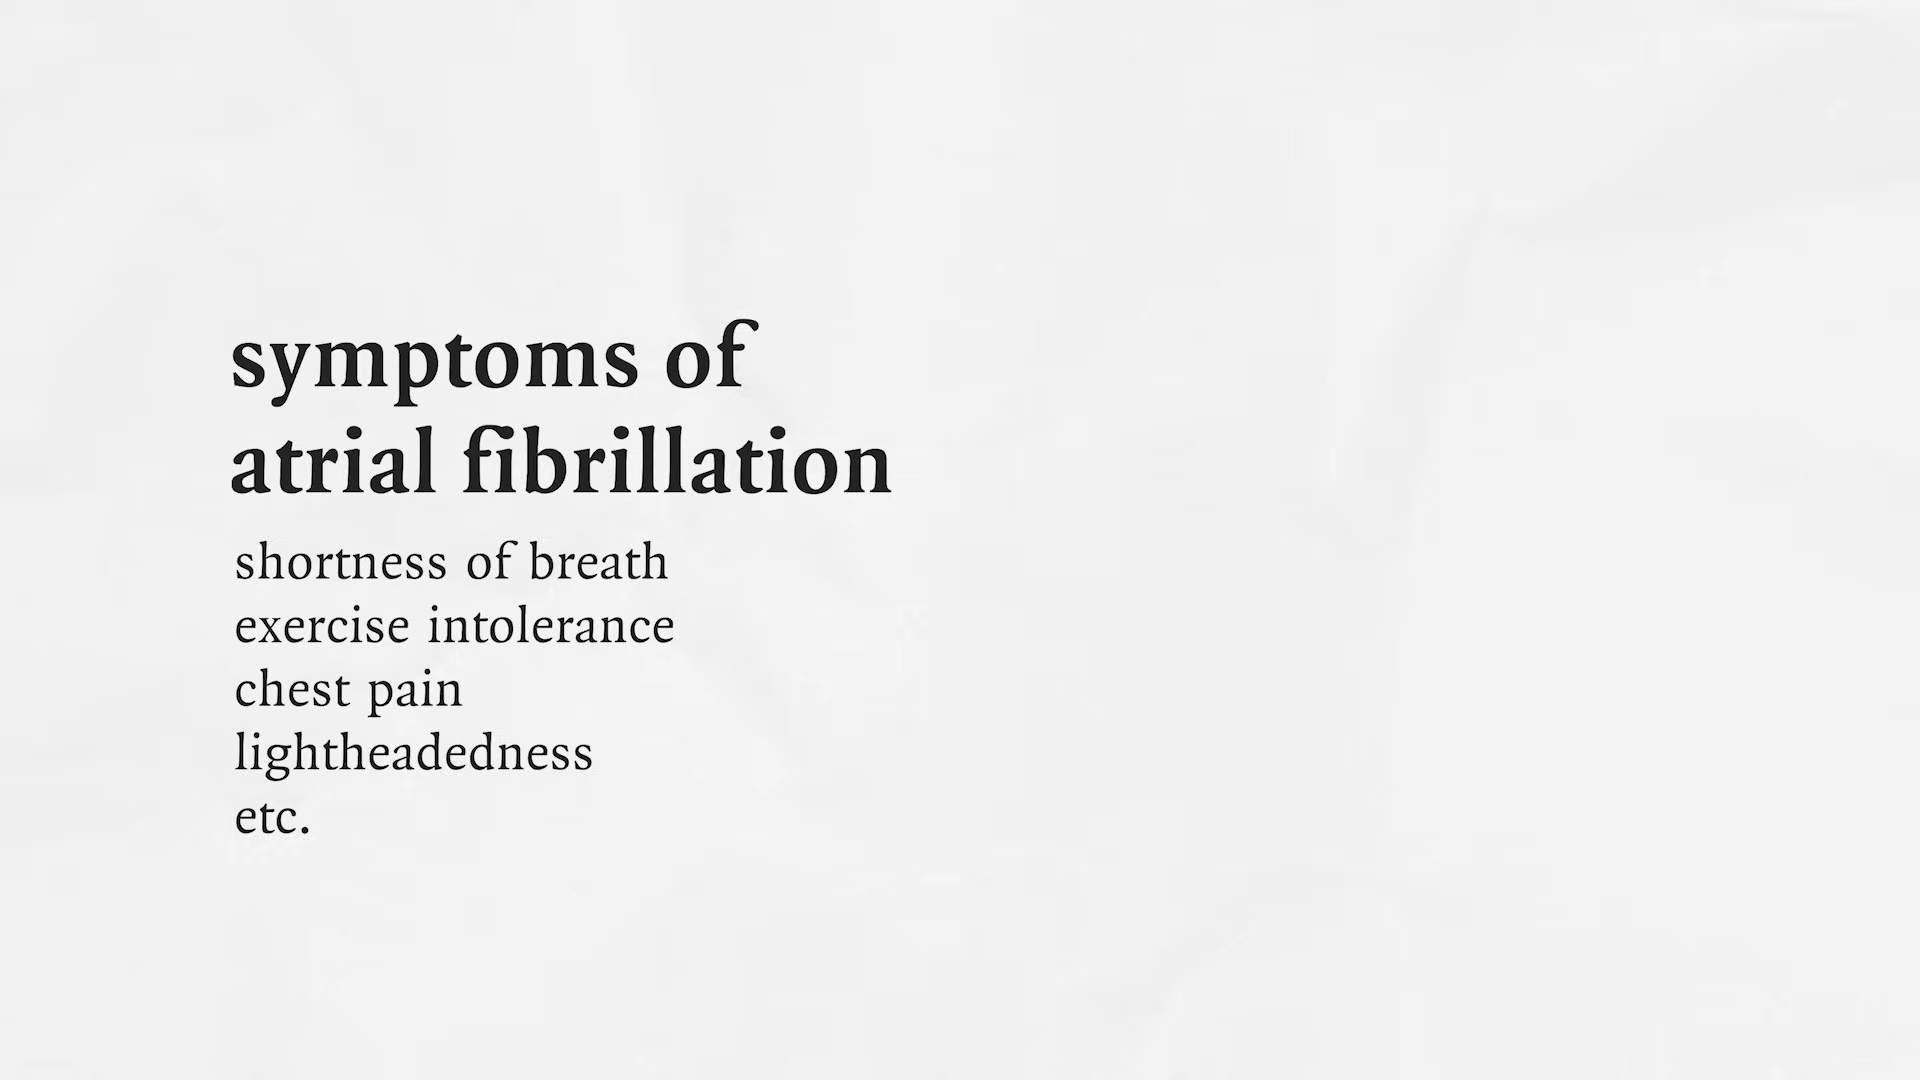 symptoms of
atrial fibrillation
shortness of breath
exercise intolerance
chest pain
lightheadedness
etc.